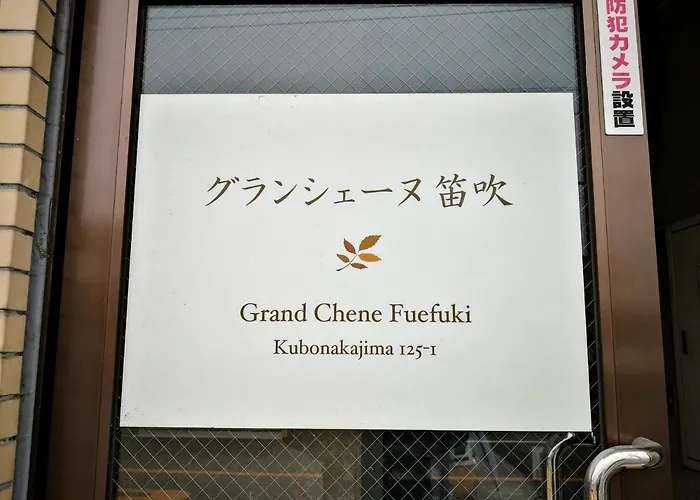 グランシェーヌ 笛吹
Grand Chene Fuefuki
Kubonakajima 125-1
防犯カメラ設置